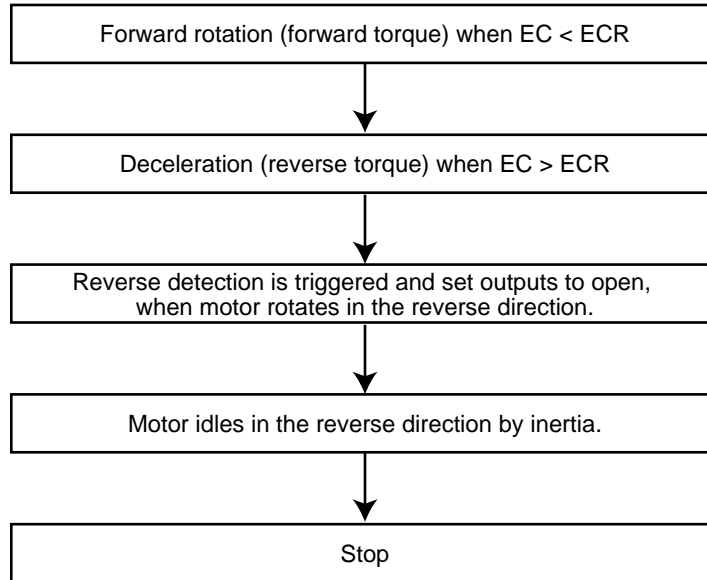 Forward rotation (forward torque) when EC < ECR
Deceleration (reverse torque) when EC > ECR
Reverse detection is triggered and set outputs to open,
when motor rotates in the reverse direction.
Motor idles in the reverse direction by inertia.
Stop